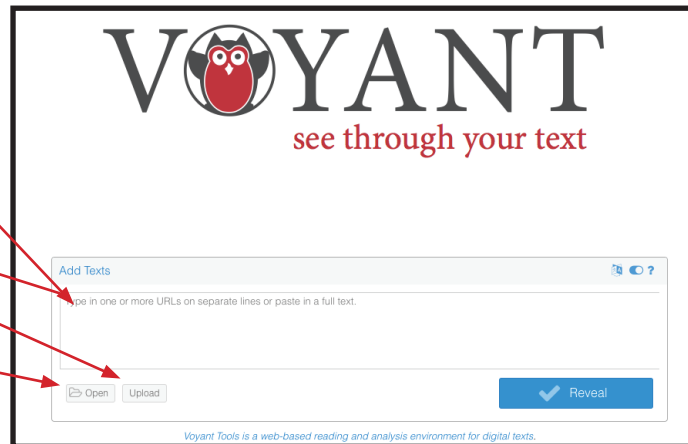 VOYANT
see through your text
Add Texts ?
Type in one or more URLs on separate lines or paste in a full text.
Open Upload Reveal
Voyant Tools is a web-based reading and analysis environment for digital texts.